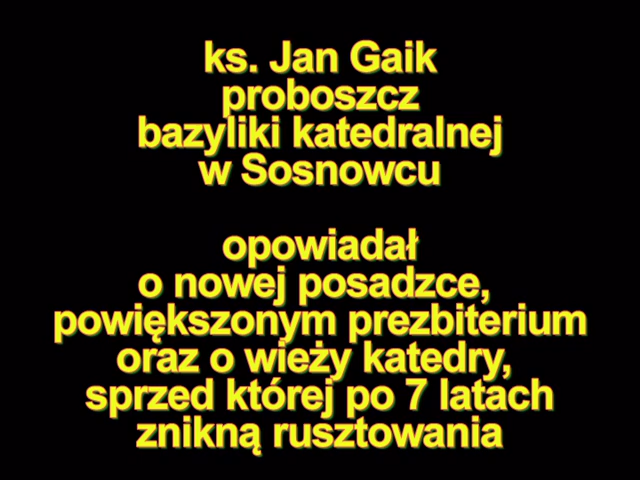 ks. Jan Gaik
proboszcz
bazyliki katedralnej
w Sosnowcu
opowiadał
o nowej posadzce,
powiększonym prezbiterium
oraz o wieży katedry,
sprzed której po 7 latach
znikną rusztowania